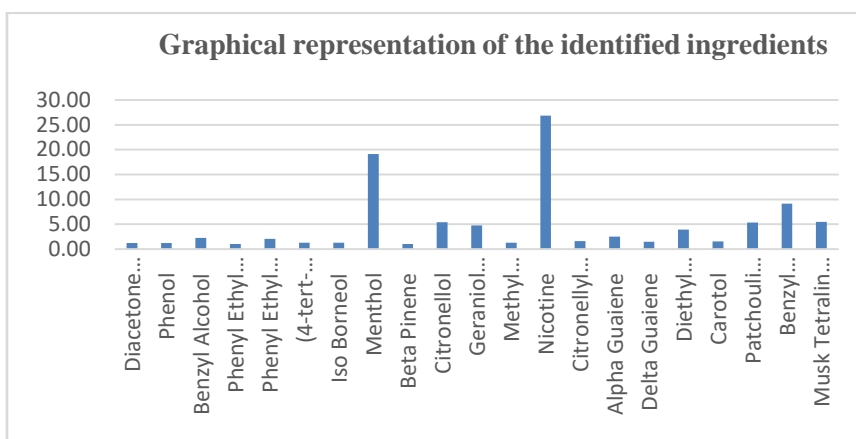 Graphical representation of the identified ingredients
30.00
25.00
20.00
15.00
10.00
5.00
0.00
Diacetone...
Phenol
Benzyl Alcohol
Phenyl Ethyl...
Phenyl Ethyl...
(4-tert-...
Iso Borneol
Menthol
Beta Pinene
Citronellol
Geraniol...
Methyl...
Nicotine
Citronellyl...
Alpha Guaiene
Delta Guaiene
Diethyl...
Carotol
Patchouli...
Benzyl...
Musk Tetralin...